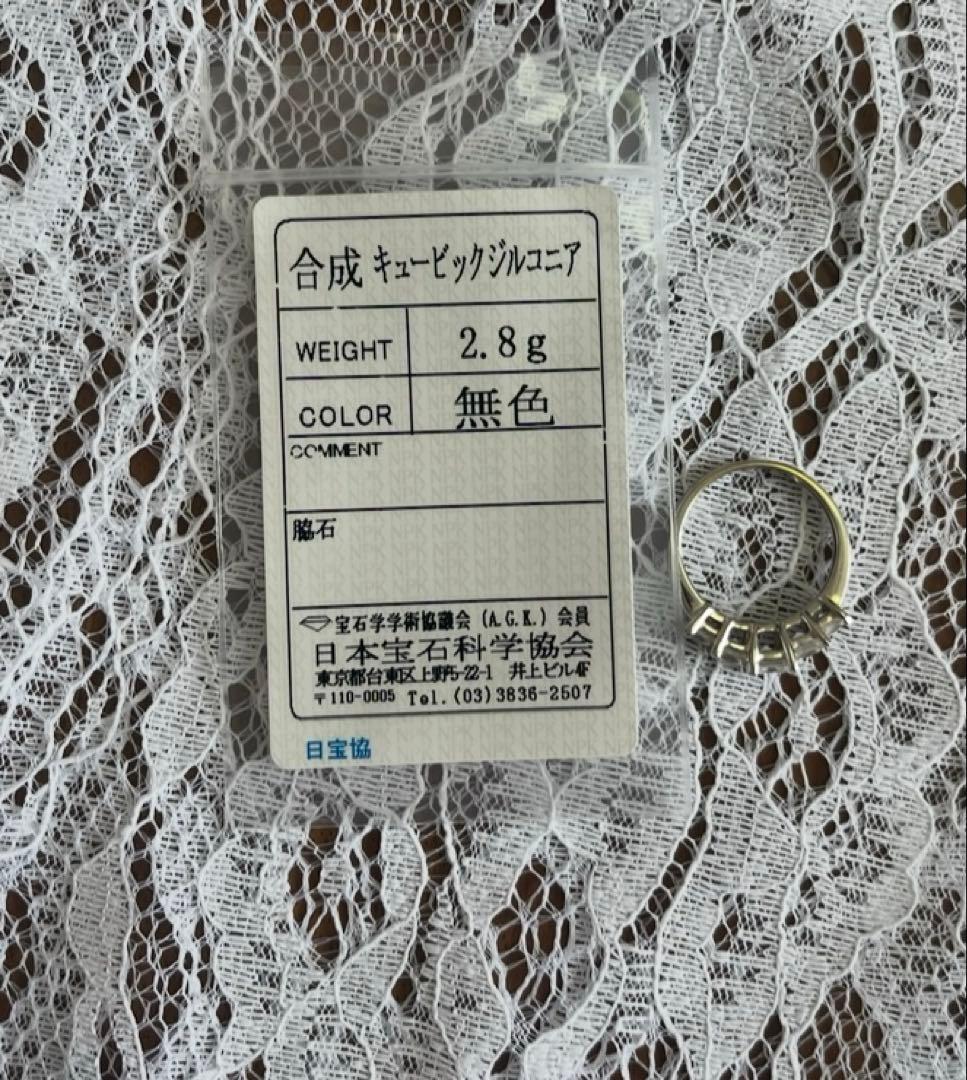 合成 キュービックジルコニア
WEIGHT 2.8g
COLOR 無色
COMMENT
脇石
宝石学学術協議会 (A.G.K.) 会員
日本宝石科学協会
東京都台東区上野5-22-1 井上ビル4F
〒110-0005 Tel.(03)3836-2507
日宝協